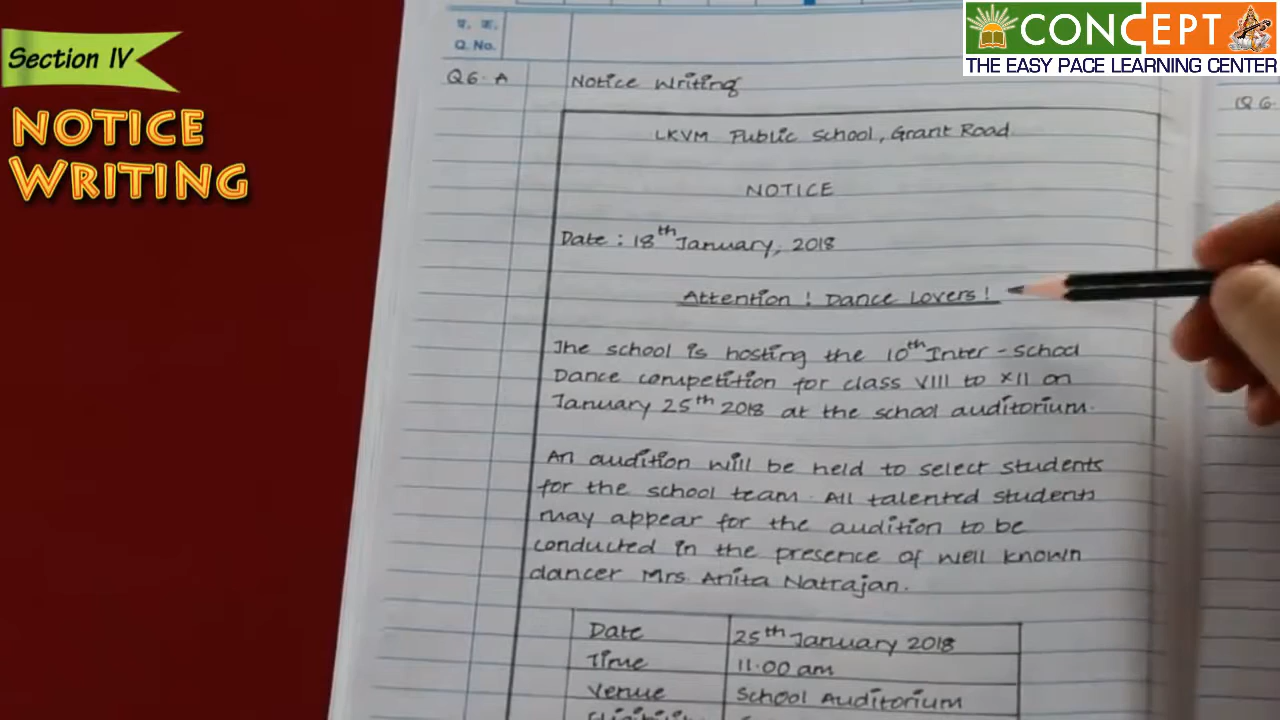 Section IV
NOTICE
WRITING
CONCEPT
THE EASY PACE LEARNING CENTER
प्र. क्र.
Q. No.
Q6. A
Notice Writing
LKVM Public School, Grant Road
NOTICE
Date : 18th January, 2018
Attention ! Dance Lovers !
The school is hosting the 10th Inter-School
Dance competition for class VIII to XII on
January 25th 2018 at the school auditorium.
An audition will be held to select students
for the school team. All talented students
may appear for the audition to be
conducted in the presence of well known
dancer Mrs Anita Natrajan.
Date 25th January 2018
Time 11.00 am
Venue School Auditorium
Q6.